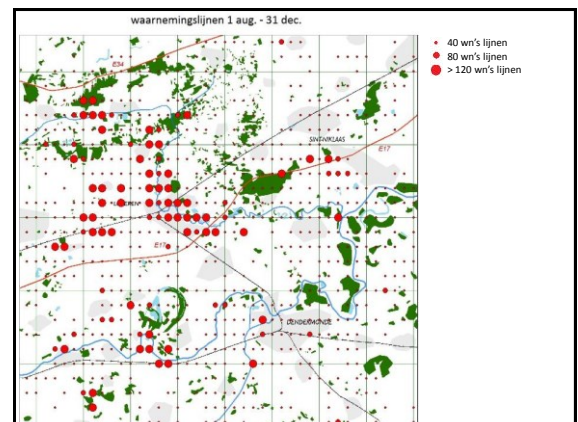 waarnemingslijnen 1 aug. - 31 dec.
40 wn's lijnen
80 wn's lijnen
> 120 wn's lijnen
E34
SINT-NIKLAAS
E17
E17
DENDERMONDE